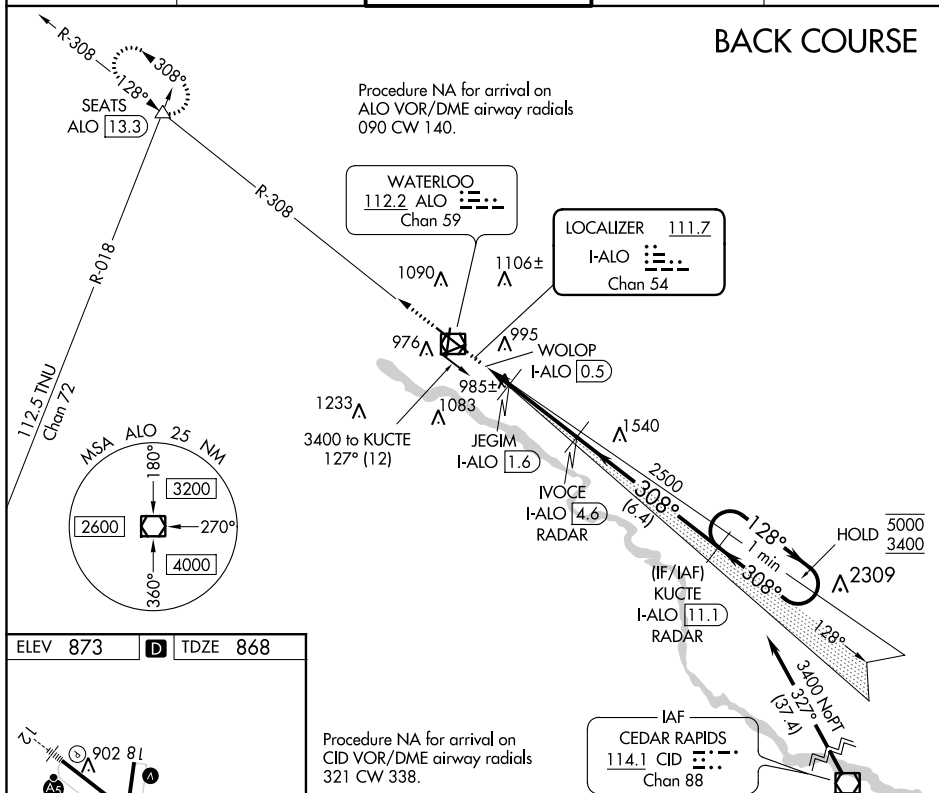 BACK COURSE
R-308
308°
128°
SEATS
ALO 13.3
Procedure NA for arrival on
ALO VOR/DME airway radials
090 CW 140.
R-308
WATERLOO
112.2 ALO
Chan 59
LOCALIZER 111.7
I-ALO
Chan 54
R-018
112.5 TNU
Chan 72
1090
1106±
976
995
WOLOP
I-ALO 0.5
985±
1233
1083
3400 to KUCTE
127° (12)
JEGIM
I-ALO 1.6
1540
IVOCE
I-ALO 4.6
RADAR
2500
308°
(6.4)
128°
1 min
308°
HOLD 5000
3400
2309
(IF/IAF)
KUCTE
I-ALO 11.1
RADAR
128°
MSA ALO 25 NM
180°
3200
2600
270°
4000
360°
3400 NoPT
327°
(37.4)
IAF
CEDAR RAPIDS
114.1 CID
Chan 88
Procedure NA for arrival on
CID VOR/DME airway radials
321 CW 338.
ELEV 873 D TDZE 868
12
P
902
18
V
A5